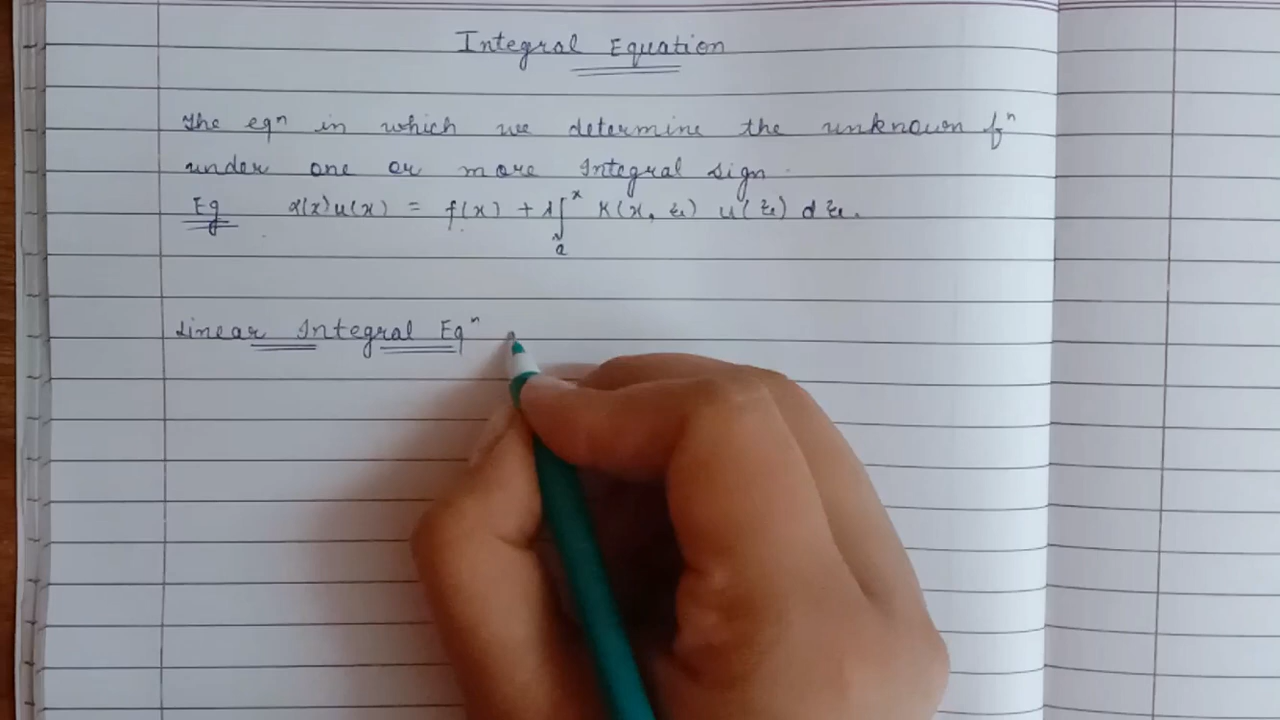 Integral Equation
The eqⁿ in which we determine the unknown fⁿ
under one or more Integral sign
Eg α(x)u(x) = f(x) + λ∫ₐˣ K(x, ξ) u(ξ) dξ.
Linear Integral Eqⁿ